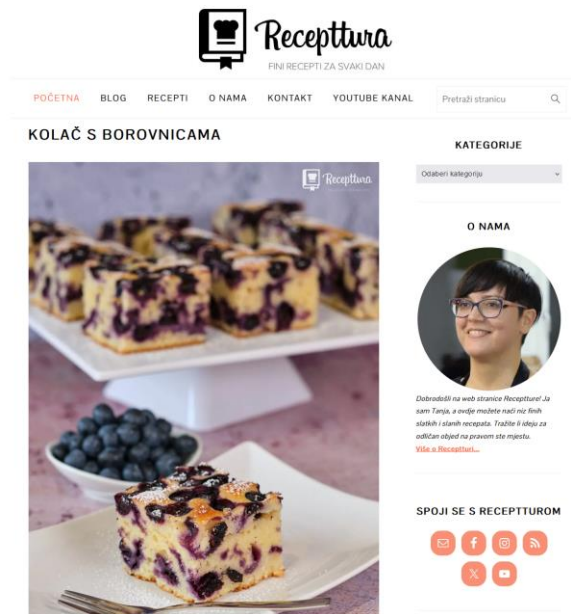 Recepttura
FINI RECEPTI ZA SVAKI DAN
POČETNA BLOG RECEPTI O NAMA KONTAKT YOUTUBE KANAL Pretraži stranicu
KOLAČ S BOROVNICAMA
Recepttura
KATEGORIJE
Odaberi kategoriju
O NAMA
Dobrodošli na web stranice Receptture! Ja
sam Tanja, a ovdje možete naći niz finih
slatkih i slanih recepata. Tražite li ideju za
odličan objed na pravom ste mjestu.
Više o Receptturi...
SPOJI SE S RECEPTTUROM